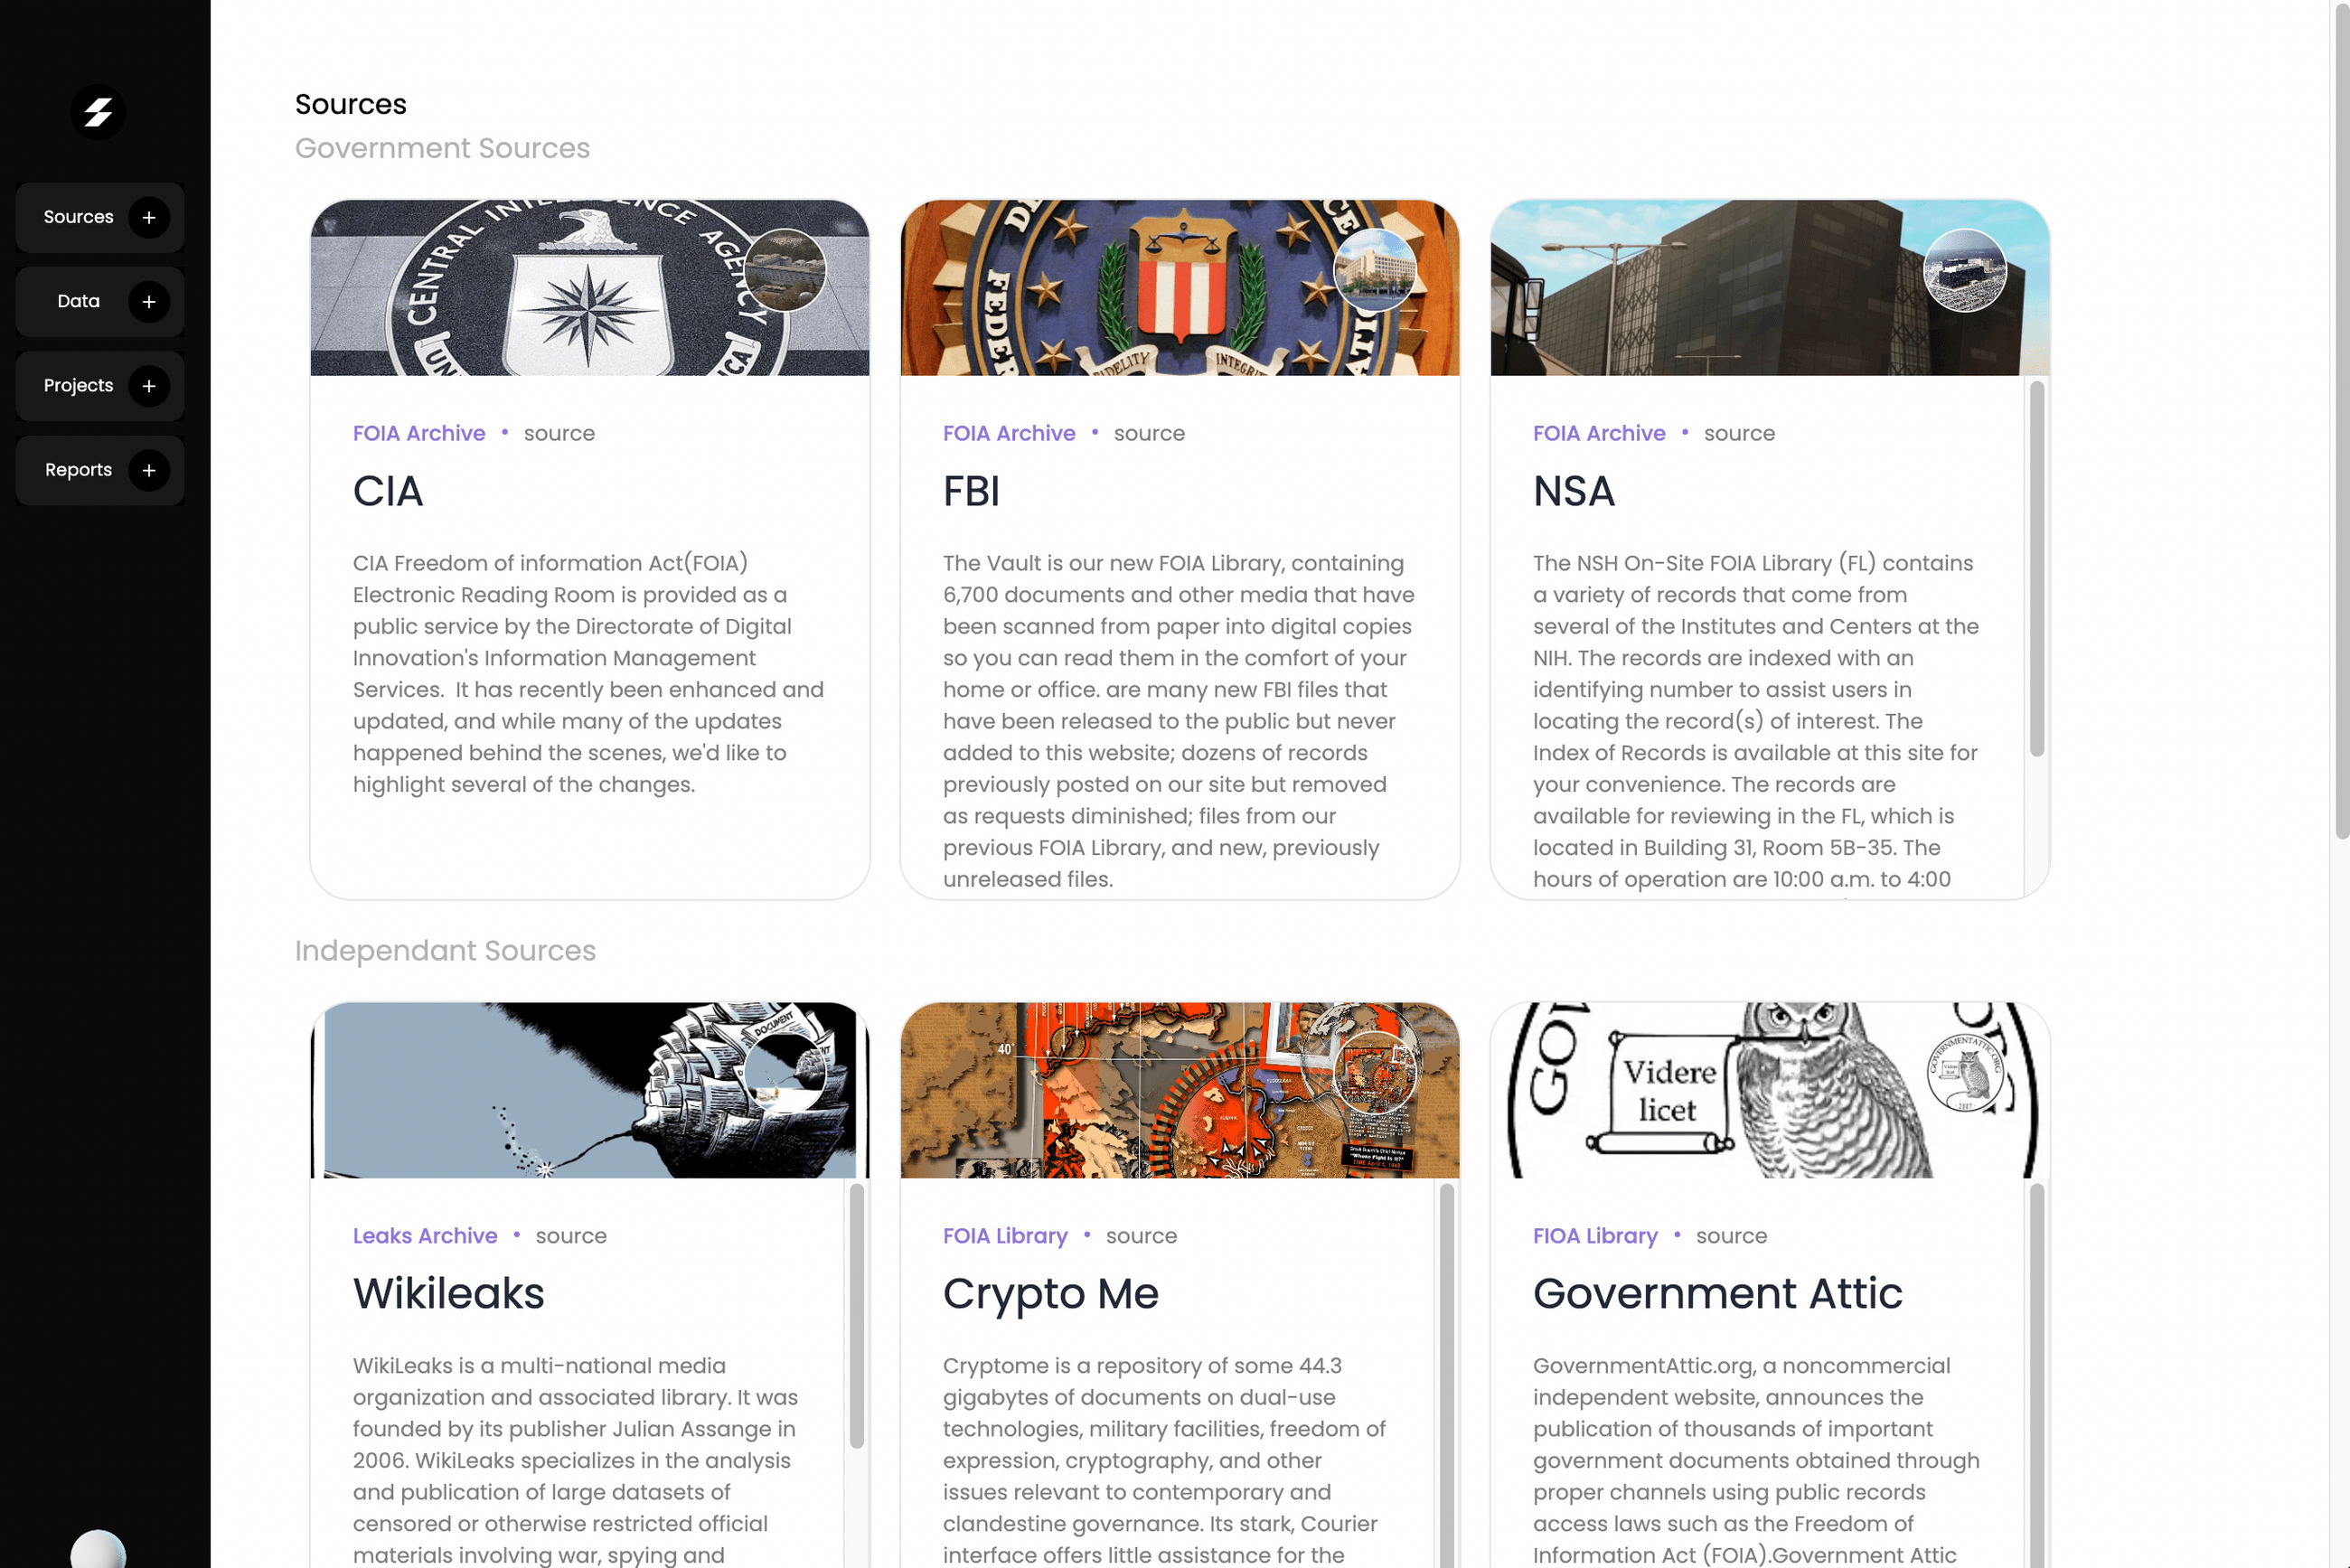 Sources
Data
Projects
Reports
Sources
Government Sources
CENTRAL INTELLIGENCE AGENCY
FIDELITY
INTEGRI
FOIA Archive • source
CIA
CIA Freedom of information Act(FOIA)
Electronic Reading Room is provided as a
public service by the Directorate of Digital
Innovation's Information Management
Services. It has recently been enhanced and
updated, and while many of the updates
happened behind the scenes, we'd like to
highlight several of the changes.
FOIA Archive • source
FBI
The Vault is our new FOIA Library, containing
6,700 documents and other media that have
been scanned from paper into digital copies
so you can read them in the comfort of your
home or office. are many new FBI files that
have been released to the public but never
added to this website; dozens of records
previously posted on our site but removed
as requests diminished; files from our
previous FOIA Library, and new, previously
unreleased files.
FOIA Archive • source
NSA
The NSH On-Site FOIA Library (FL) contains
a variety of records that come from
several of the Institutes and Centers at the
NIH. The records are indexed with an
identifying number to assist users in
locating the record(s) of interest. The
Index of Records is available at this site for
your convenience. The records are
available for reviewing in the FL, which is
located in Building 31, Room 5B-35. The
hours of operation are 10:00 a.m. to 4:00
Independant Sources
DOCUMENT
40°
Videre
licet
GOVERNMENTATTIC.ORG
2007
Leaks Archive • source
Wikileaks
WikiLeaks is a multi-national media
organization and associated library. It was
founded by its publisher Julian Assange in
2006. WikiLeaks specializes in the analysis
and publication of large datasets of
censored or otherwise restricted official
materials involving war, spying and
FOIA Library • source
Crypto Me
Cryptome is a repository of some 44.3
gigabytes of documents on dual-use
technologies, military facilities, freedom of
expression, cryptography, and other
issues relevant to contemporary and
clandestine governance. Its stark, Courier
interface offers little assistance for the
FIOA Library • source
Government Attic
GovernmentAttic.org, a noncommercial
independent website, announces the
publication of thousands of important
government documents obtained through
proper channels using public records
access laws such as the Freedom of
Information Act (FOIA).Government Attic